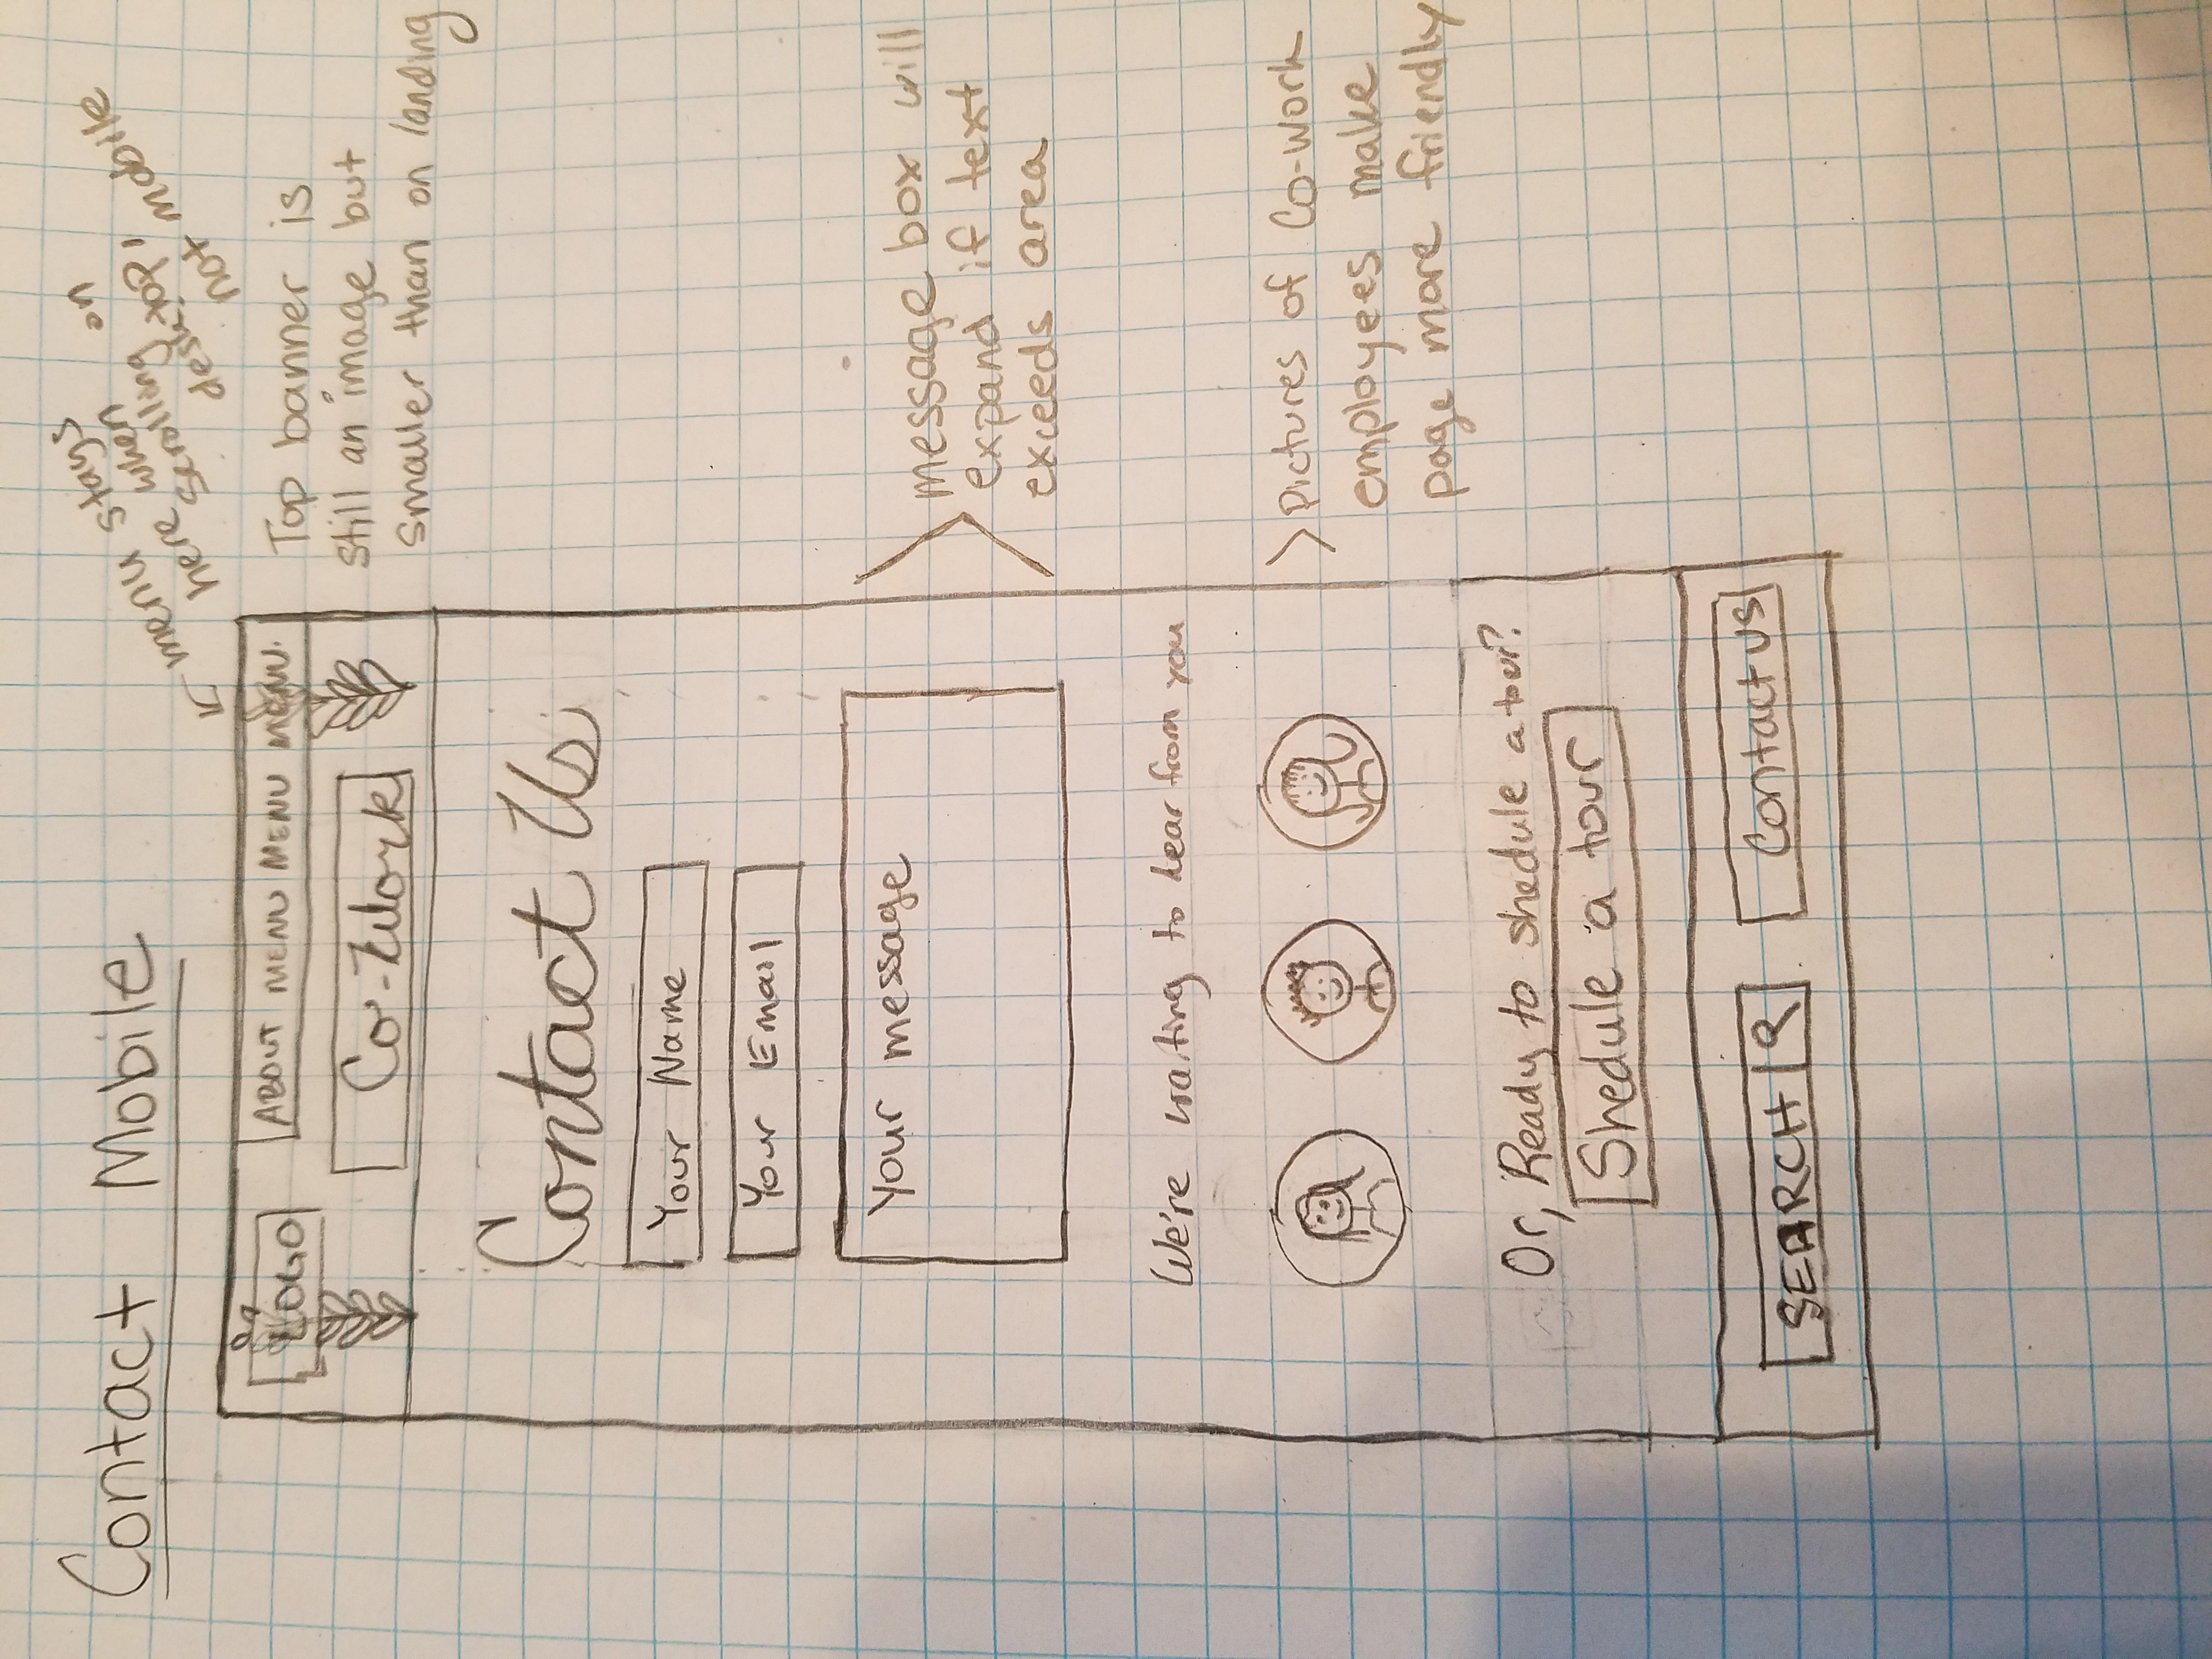 Contact Mobile
menu stays
here when
scrolling on
desktop,
not mobile
LOGO
ABOUT MENU MENU MENU.
Co-Work
Top banner is
still an image but
smaller than on landing
Contact Us
Your Name
Your Email
Your message
message box will
expand if text
exceeds area
We're waiting to hear from you
Pictures of Co-work
employees make
page more friendly
Or, Ready to shedule a tour?
Shedule a tour
SEARCH
Contact us